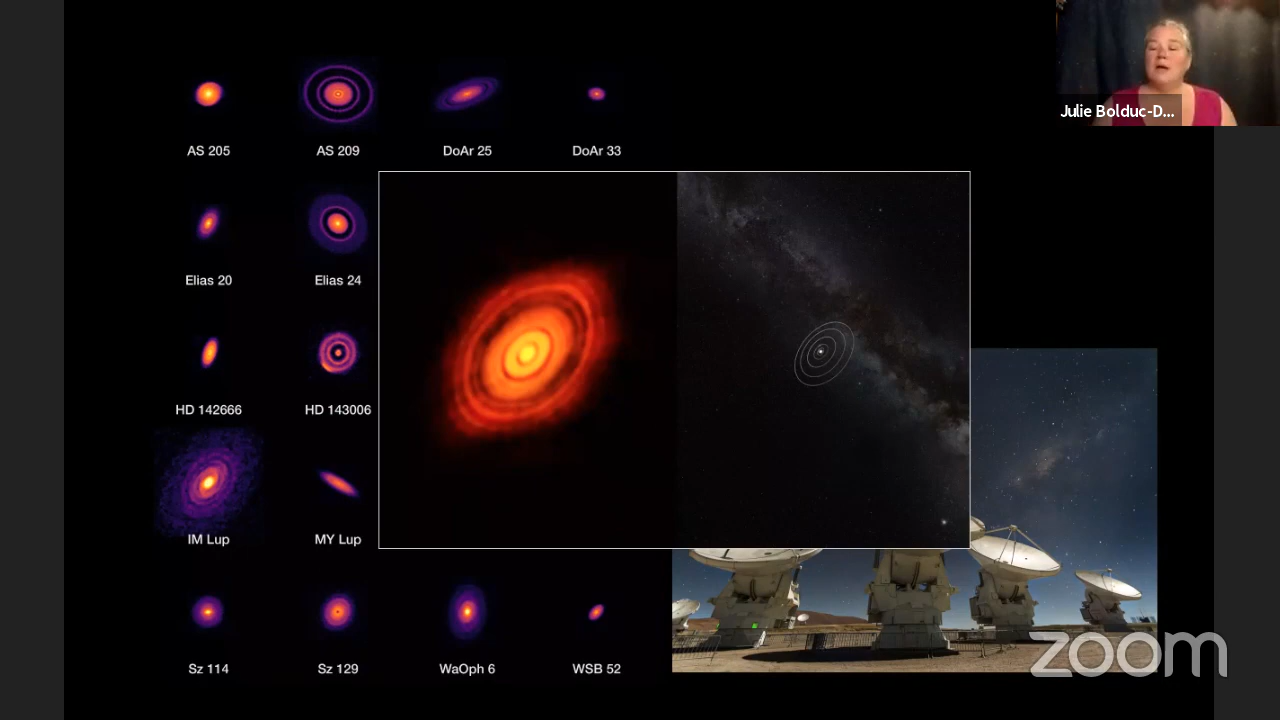 Julie Bolduc-D...
AS 205
AS 209
DoAr 25
DoAr 33
Elias 20
Elias 24
HD 142666
HD 143006
IM Lup
MY Lup
Sz 114
Sz 129
WaOph 6
WSB 52
zoom